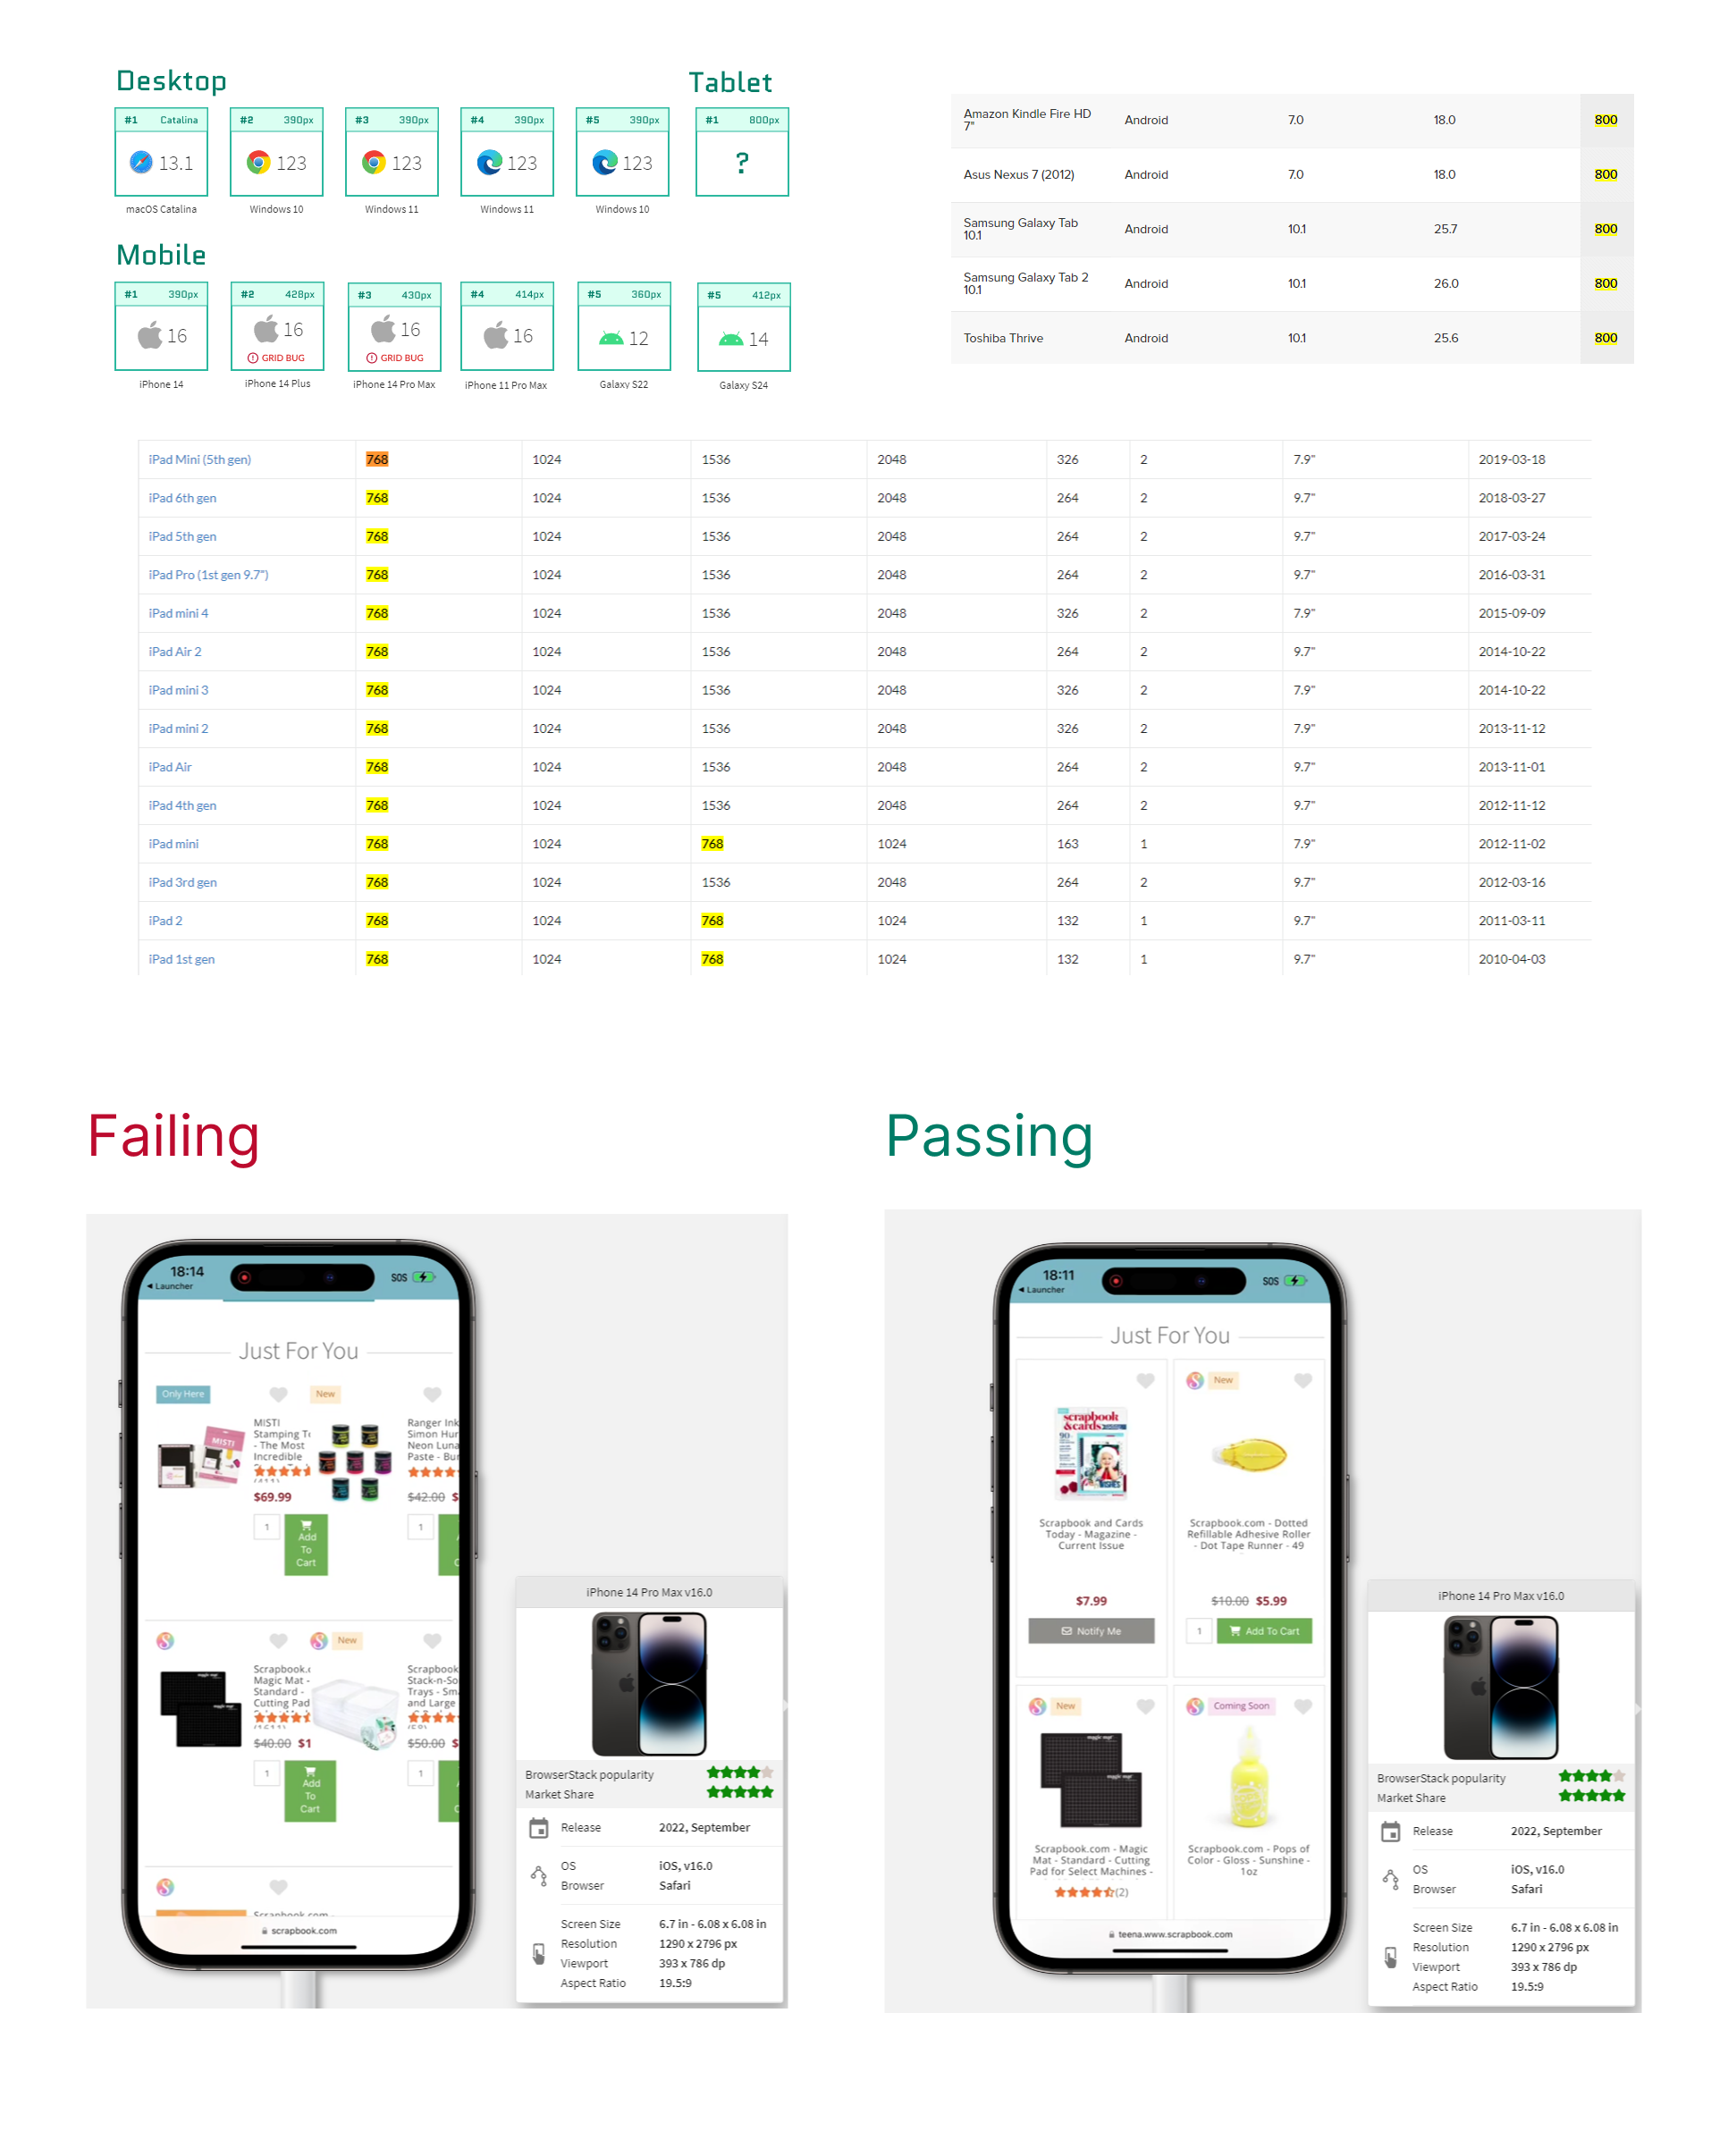 Desktop
Tablet
#1 Catalina
#2 390px
#3 390px
#4 390px
#5 390px
#1 800px
13.1
123
123
123
123
?
macOS Catalina
Windows 10
Windows 11
Windows 11
Windows 10
Mobile
#1 390px
#2 428px
#3 430px
#4 414px
#5 360px
#5 412px
16
16
16
16
12
14
GRID BUG
GRID BUG
iPhone 14
iPhone 14 Plus
iPhone 14 Pro Max
iPhone 11 Pro Max
Galaxy S22
Galaxy S24
Amazon Kindle Fire HD
7" Android 7.0 18.0 800
Asus Nexus 7 (2012) Android 7.0 18.0 800
Samsung Galaxy Tab
10.1 Android 10.1 25.7 800
Samsung Galaxy Tab 2
10.1 Android 10.1 26.0 800
Toshiba Thrive Android 10.1 25.6 800
iPad Mini (5th gen) 768 1024 1536 2048 326 2 7.9" 2019-03-18
iPad 6th gen 768 1024 1536 2048 264 2 9.7" 2018-03-27
iPad 5th gen 768 1024 1536 2048 264 2 9.7" 2017-03-24
iPad Pro (1st gen 9.7") 768 1024 1536 2048 264 2 9.7" 2016-03-31
iPad mini 4 768 1024 1536 2048 326 2 7.9" 2015-09-09
iPad Air 2 768 1024 1536 2048 264 2 9.7" 2014-10-22
iPad mini 3 768 1024 1536 2048 326 2 7.9" 2014-10-22
iPad mini 2 768 1024 1536 2048 326 2 7.9" 2013-11-12
iPad Air 768 1024 1536 2048 264 2 9.7" 2013-11-01
iPad 4th gen 768 1024 1536 2048 264 2 9.7" 2012-11-12
iPad mini 768 1024 768 1024 163 1 7.9" 2012-11-02
iPad 3rd gen 768 1024 1536 2048 264 2 9.7" 2012-03-16
iPad 2 768 1024 768 1024 132 1 9.7" 2011-03-11
iPad 1st gen 768 1024 768 1024 132 1 9.7" 2010-04-03
Failing
18:14
SOS
Launcher
Just For You
Only Here
New
MISTI
Stamping
- The Most
Incredible
MISTI
$69.99
1
Add
To
Cart
Ranger Ink
Simon Hur
Neon Luna
Paste - Bu
$42.00 $
1
New
Scrapbook.
Magic Mat -
Standard -
Cutting Pad
$40.00 $1
1
Add
To
Cart
Scrapbook
Stack-n-So
Trays - Sma
and Large
$50.00 $
1
scrapbook.com
iPhone 14 Pro Max v16.0
BrowserStack popularity
Market Share
Release 2022, September
OS iOS, v16.0
Browser Safari
Screen Size 6.7 in - 6.08 x 6.08 in
Resolution 1290 x 2796 px
Viewport 393 x 786 dp
Aspect Ratio 19.5:9
Passing
18:11
SOS
Launcher
Just For You
New
scrapbook
&cards
Scrapbook and Cards
Today - Magazine -
Current Issue
$7.99
Notify Me
Scrapbook.com - Dotted
Refillable Adhesive Roller
- Dot Tape Runner - 49
$10.00 $5.99
1
Add To Cart
New
Coming Soon
Scrapbook.com - Magic
Mat - Standard - Cutting
Pad for Select Machines -
(2)
Scrapbook.com - Pops of
Color - Gloss - Sunshine -
1oz
teena.www.scrapbook.com
iPhone 14 Pro Max v16.0
BrowserStack popularity
Market Share
Release 2022, September
OS iOS, v16.0
Browser Safari
Screen Size 6.7 in - 6.08 x 6.08 in
Resolution 1290 x 2796 px
Viewport 393 x 786 dp
Aspect Ratio 19.5:9